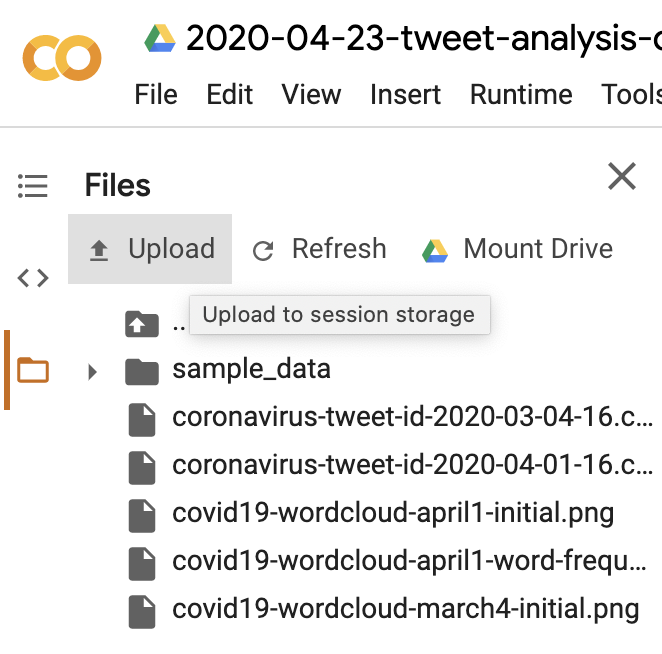 2020-04-23-tweet-analysis-
File Edit View Insert Runtime Tools
Files
Upload Refresh Mount Drive
..
Upload to session storage
sample_data
coronavirus-tweet-id-2020-03-04-16.c...
coronavirus-tweet-id-2020-04-01-16.c...
covid19-wordcloud-april1-initial.png
covid19-wordcloud-april1-word-frequ...
covid19-wordcloud-march4-initial.png